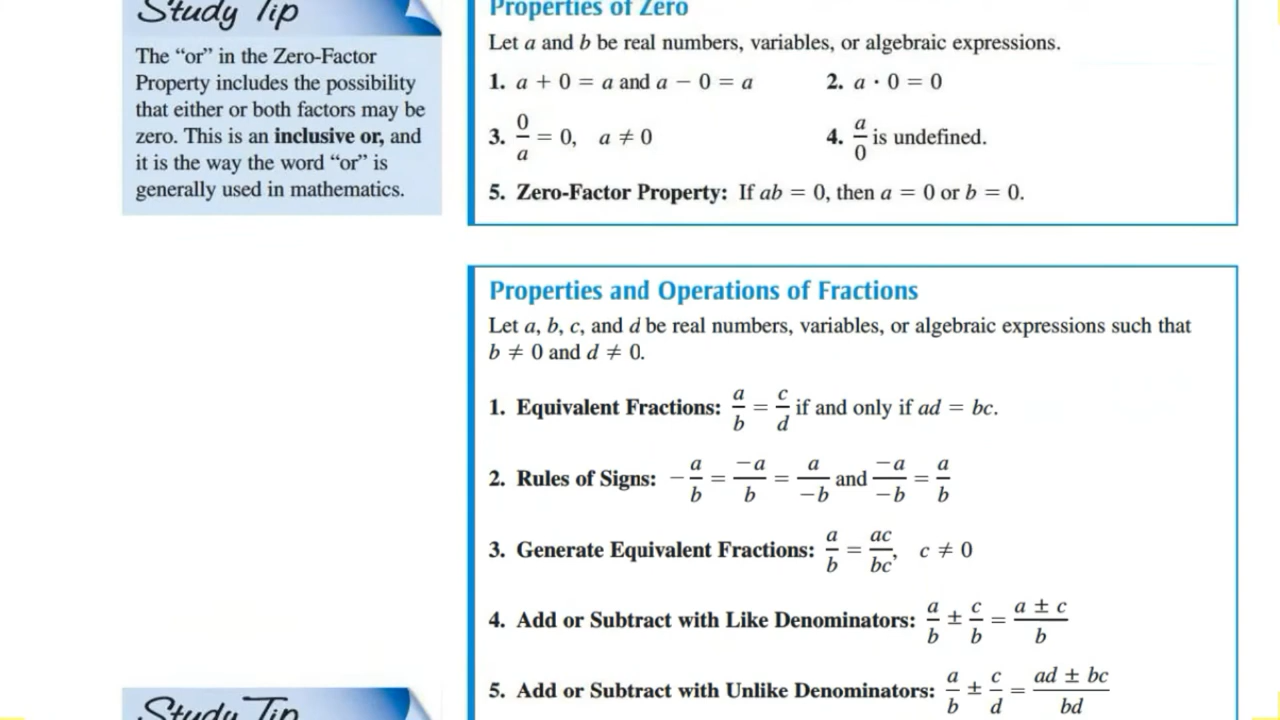 Study Tip
The “or” in the Zero-Factor
Property includes the possibility
that either or both factors may be
zero. This is an inclusive or, and
it is the way the word “or” is
generally used in mathematics.
Properties of Zero
Let a and b be real numbers, variables, or algebraic expressions.
1. a + 0 = a and a − 0 = a 2. a · 0 = 0
3. 0/a = 0, a ≠ 0 4. a/0 is undefined.
5. Zero-Factor Property: If ab = 0, then a = 0 or b = 0.
Properties and Operations of Fractions
Let a, b, c, and d be real numbers, variables, or algebraic expressions such that
b ≠ 0 and d ≠ 0.
1. Equivalent Fractions: a/b = c/d if and only if ad = bc.
2. Rules of Signs: −a/b = −a/b = a/−b and −a/−b = a/b
3. Generate Equivalent Fractions: a/b = ac/bc, c ≠ 0
4. Add or Subtract with Like Denominators: a/b ± c/b = a ± c/b
5. Add or Subtract with Unlike Denominators: a/b ± c/d = ad ± bc/bd
Study Tip